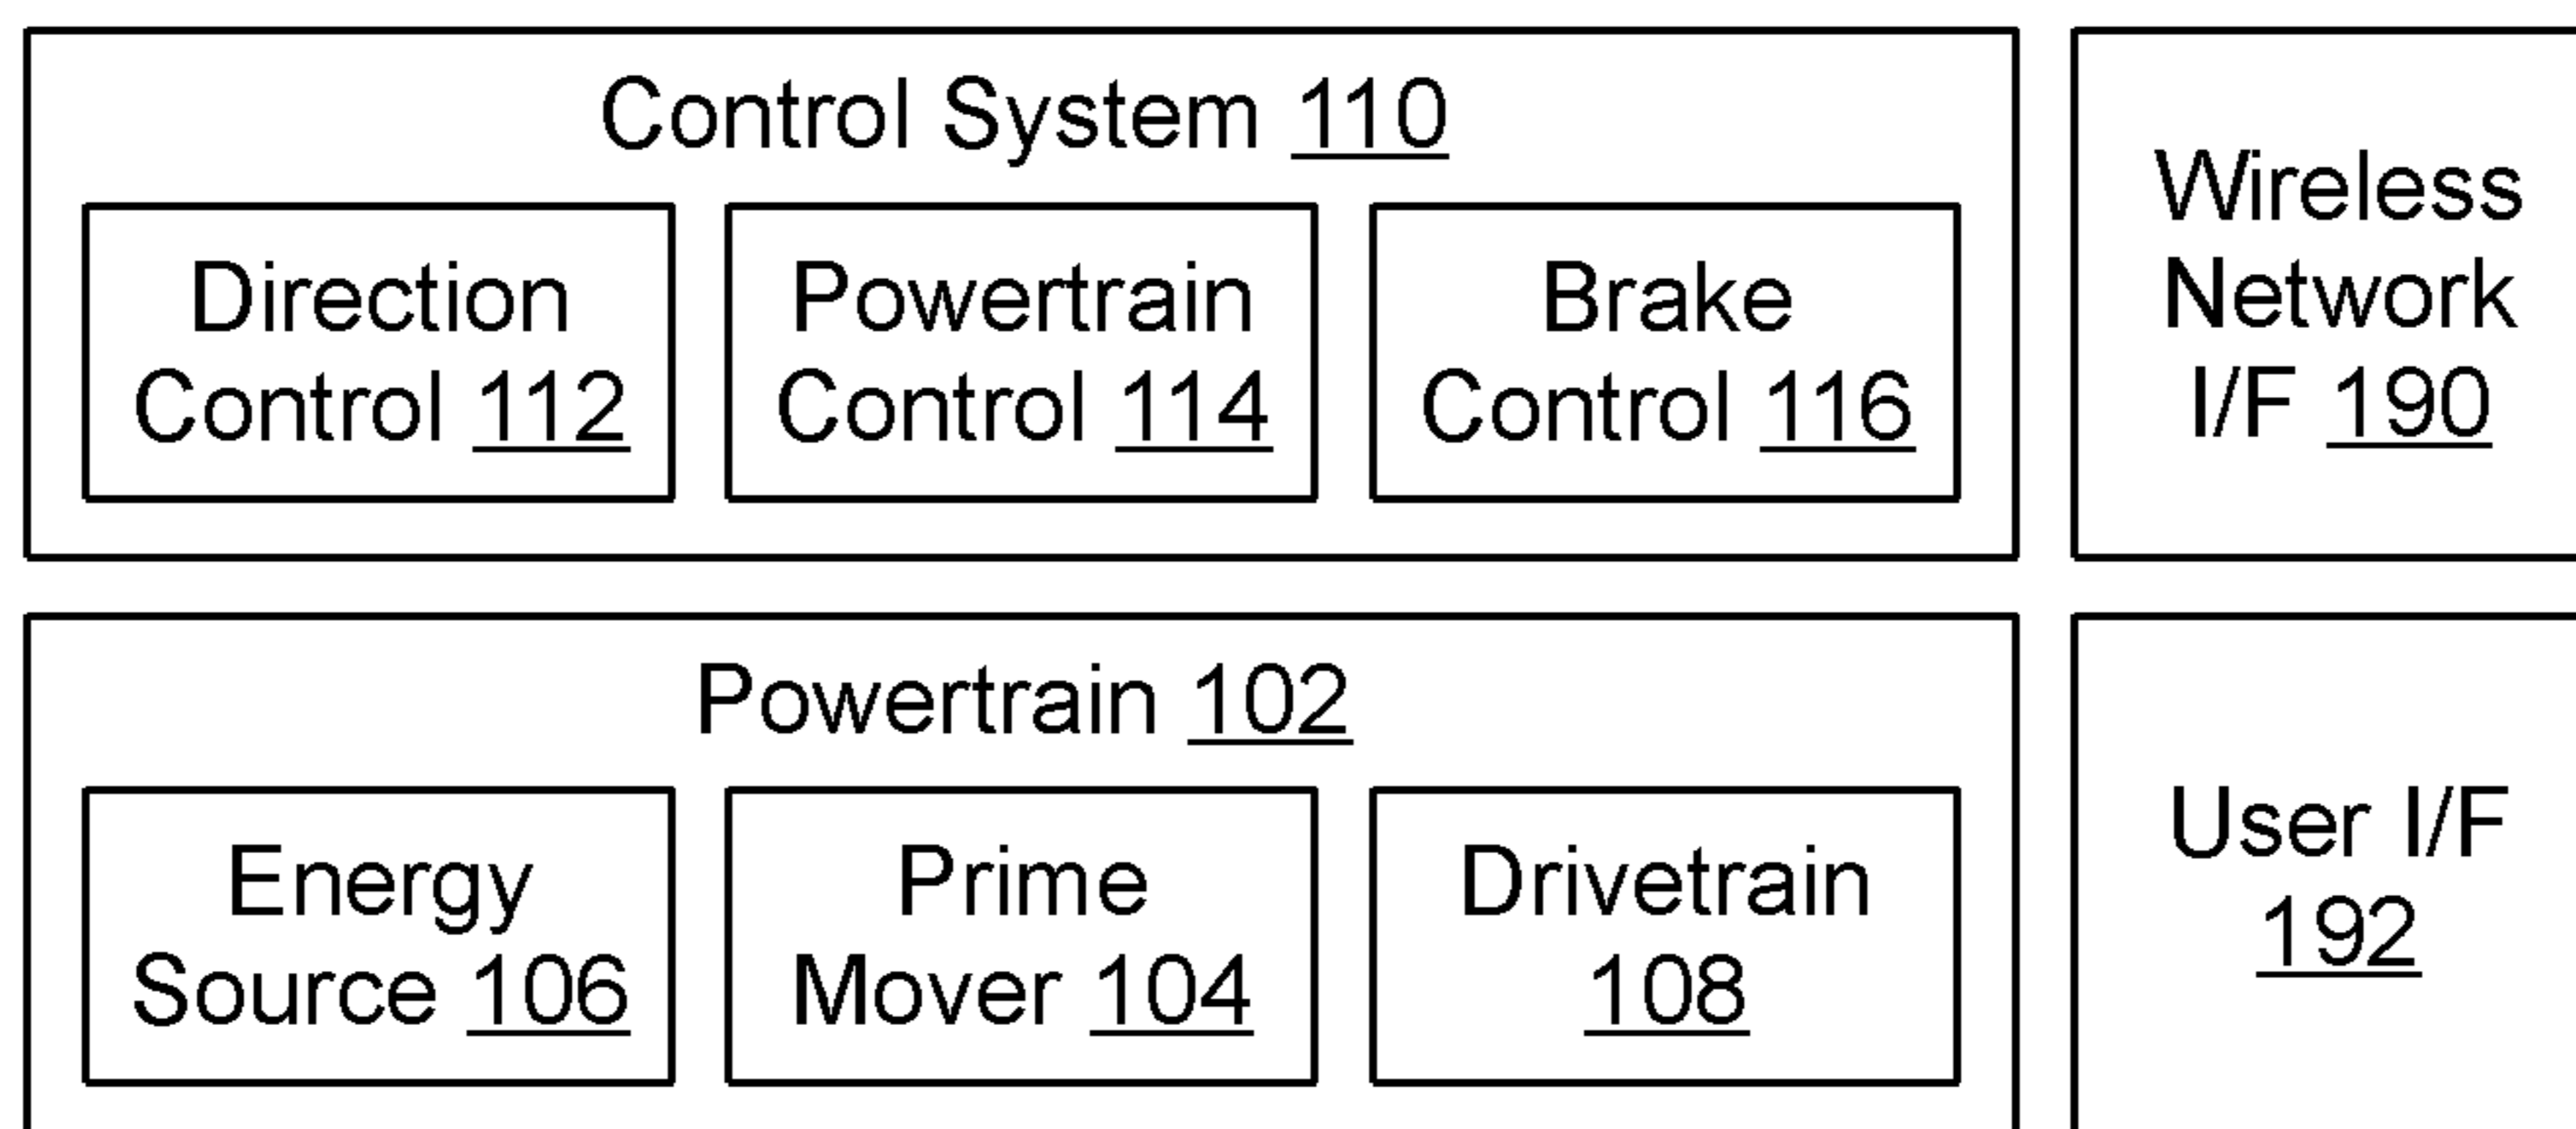 Control System 110
Direction
Control 112
Powertrain
Control 114
Brake
Control 116
Wireless
Network
I/F 190
Powertrain 102
Energy
Source 106
Prime
Mover 104
Drivetrain
108
User I/F
192